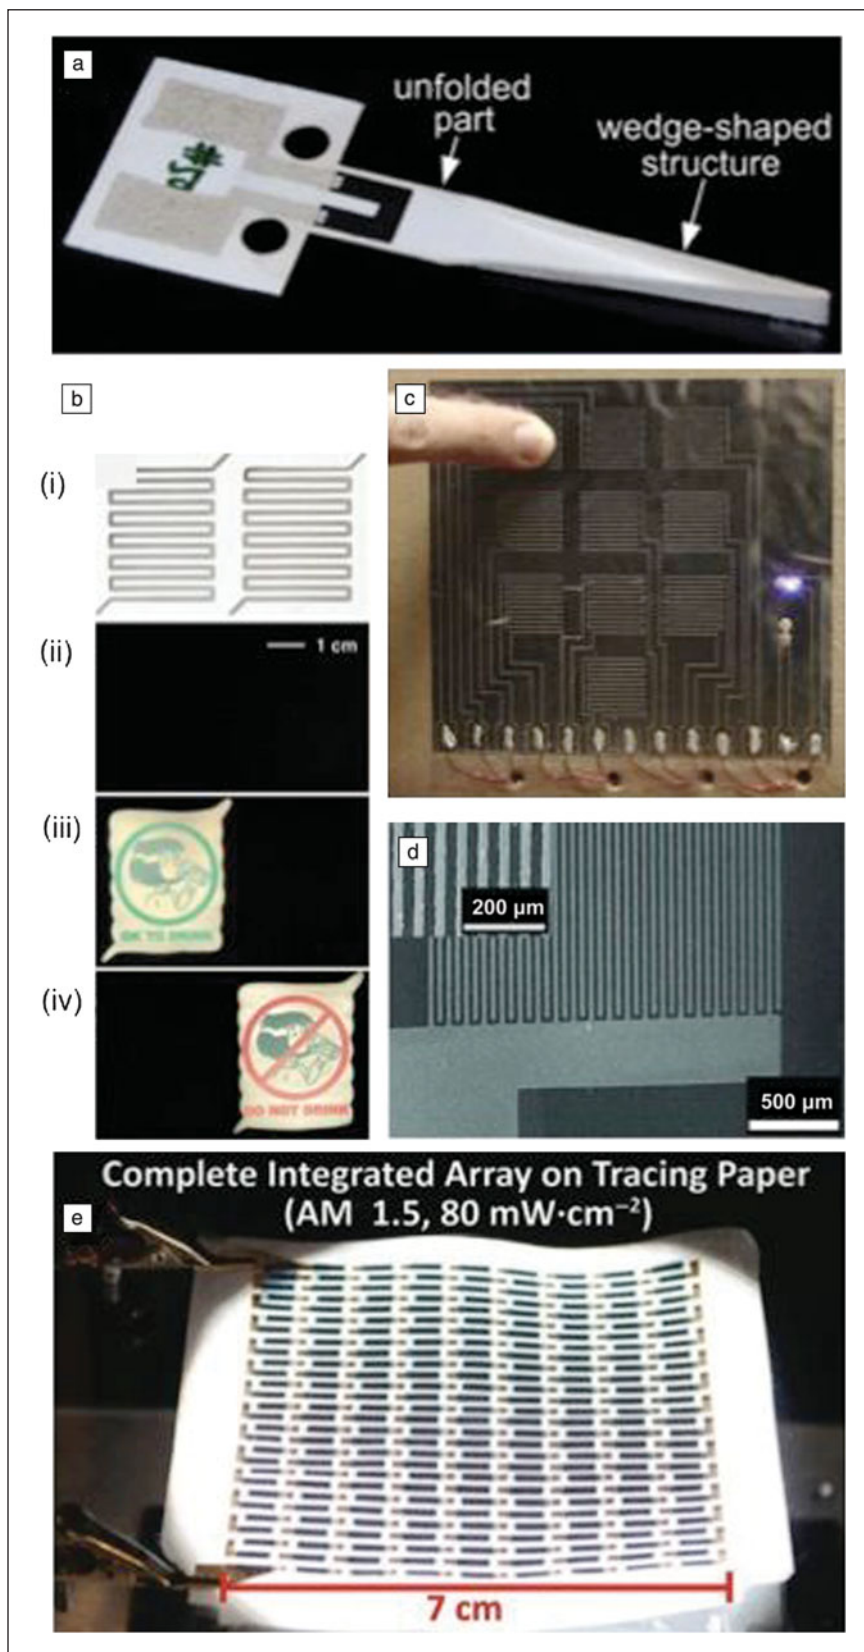 a
unfolded
part
wedge-shaped
structure
b
c
(i)
(ii)
1 cm
(iii)
OK TO DRINK
(iv)
DO NOT DRINK
d
200 μm
500 μm
Complete Integrated Array on Tracing Paper
(AM 1.5, 80 mW·cm⁻²)
e
7 cm